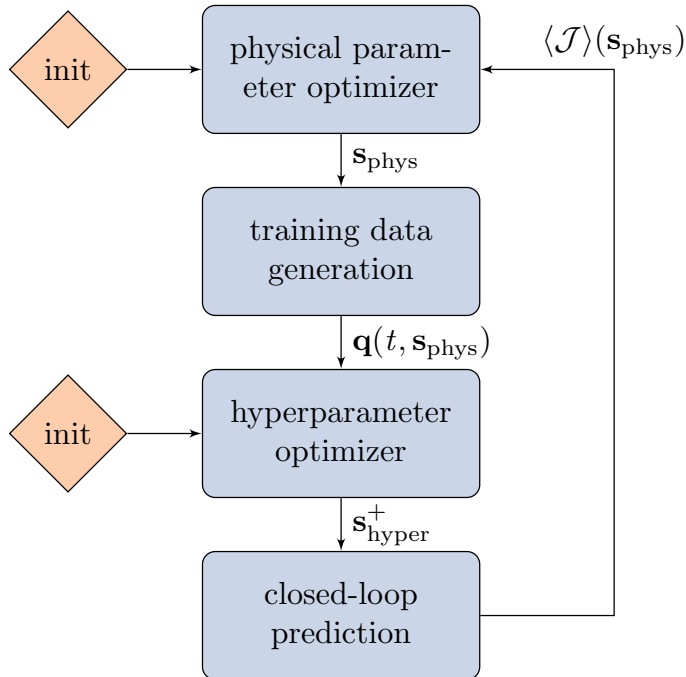 init
physical param-
eter optimizer
⟨𝒥⟩(s_phys)
s_phys
training data
generation
q(t, s_phys)
init
hyperparameter
optimizer
s^+_hyper
closed-loop
prediction